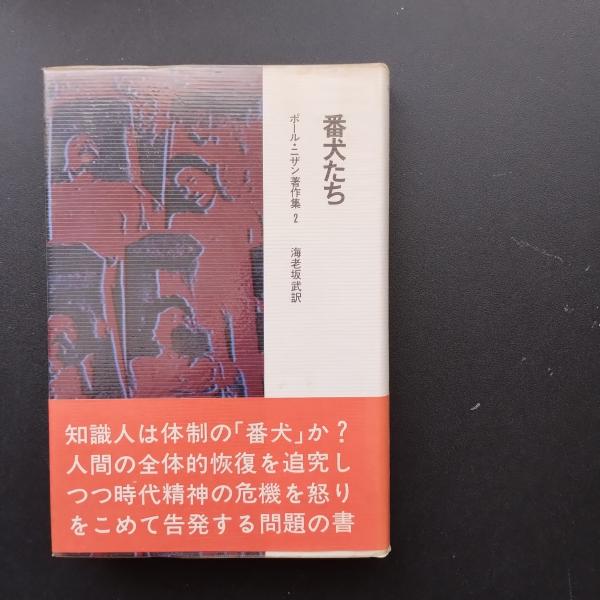 番犬たち
ポール・ニザン著作集 2
海老坂武訳
知識人は体制の「番犬」か?
人間の全体的恢復を追究し
つつ時代精神の危機を怒り
をこめて告発する問題の書